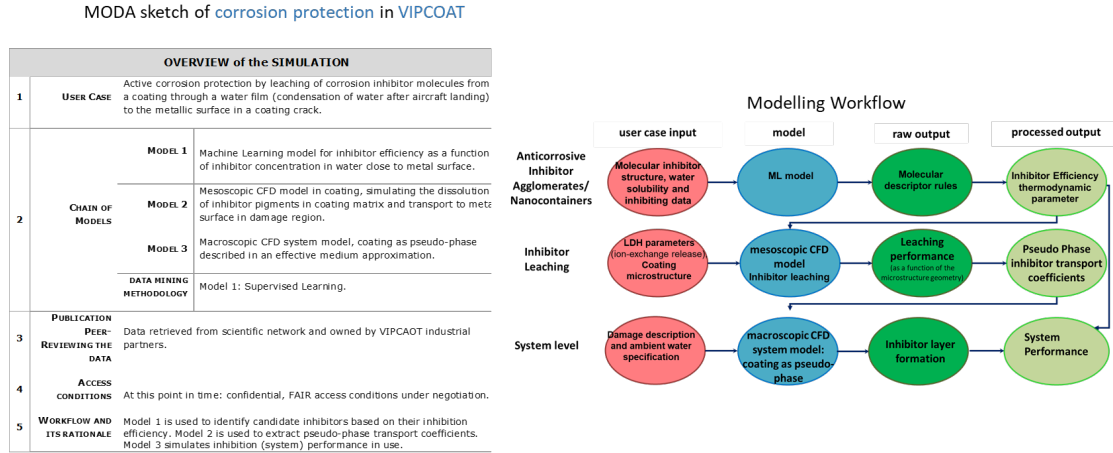 MODA sketch of corrosion protection in VIPCOAT
OVERVIEW of the SIMULATION
1
USER CASE
Active corrosion protection by leaching of corrosion inhibitor molecules from
a coating through a water film (condensation of water after aircraft landing)
to the metallic surface in a coating crack.
2
CHAIN OF
MODELS
MODEL 1
Machine Learning model for inhibitor efficiency as a function
of inhibitor concentration in water close to metal surface.
MODEL 2
Mesoscopic CFD model in coating, simulating the dissolution
of inhibitor pigments in coating matrix and transport to meta
surface in damage region.
MODEL 3
Macroscopic CFD system model, coating as pseudo-phase
described in an effective medium approximation.
DATA MINING
METHODOLOGY
Model 1: Supervised Learning.
3
PUBLICATION
PEER-
REVIEWING THE
DATA
Data retrieved from scientific network and owned by VIPCAOT industrial
partners.
4
ACCESS
CONDITIONS
At this point in time: confidential, FAIR access conditions under negotiation.
5
WORKFLOW AND
ITS RATIONALE
Model 1 is used to identify candidate inhibitors based on their inhibition
efficiency. Model 2 is used to extract pseudo-phase transport coefficients.
Model 3 simulates inhibition (system) performance in use.
Modelling Workflow
user case input
model
raw output
processed output
Anticorrosive
Inhibitor
Agglomerates/
Nanocontainers
Molecular inhibitor
structure, water
solubility and
inhibiting data
ML model
Molecular
descriptor rules
Inhibitor Efficiency
thermodynamic
parameter
Inhibitor
Leaching
LDH parameters
(ion-exchange release),
Coating
microstructure
mesoscopic CFD
model
Inhibitor leaching
Leaching
performance
(as a function of the
microstructure geometry)
Pseudo Phase
inhibitor transport
coefficients
System level
Damage description
and ambient water
specification
macroscopic CFD
system model:
coating as pseudo-
phase
Inhibitor layer
formation
System
Performance